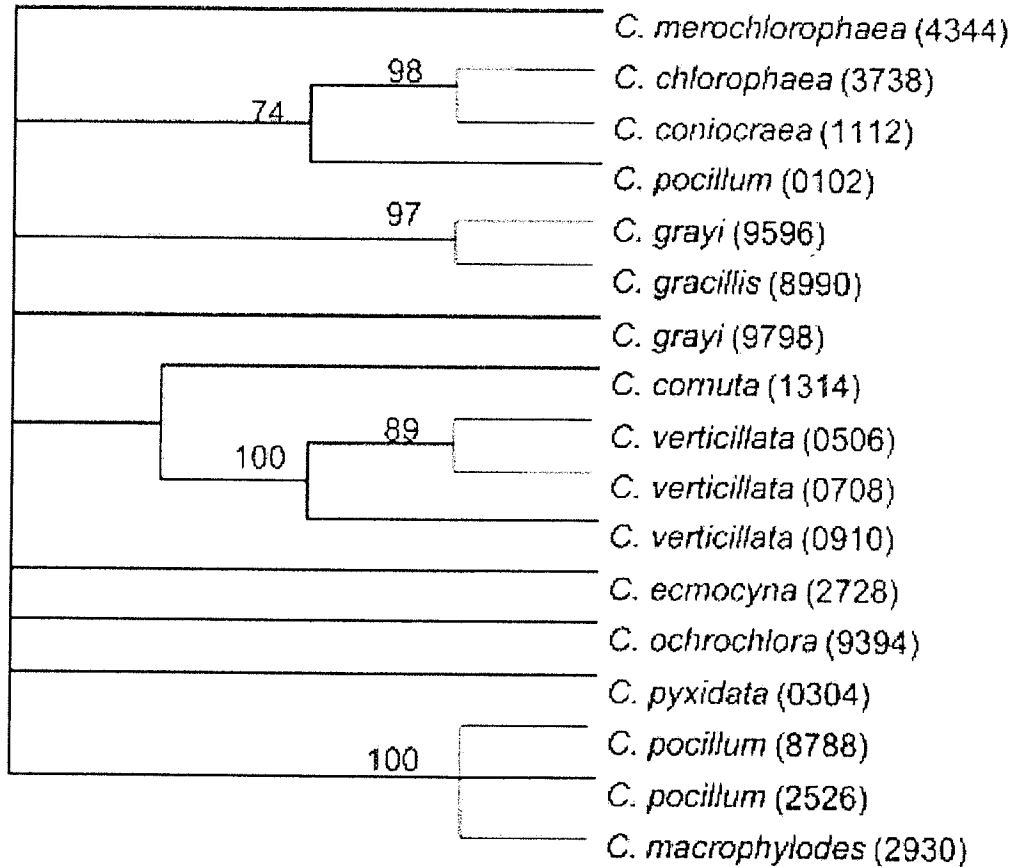 C. merochlorophaea (4344)
98
C. chlorophaea (3738)
74
C. coniocraea (1112)
C. pocillum (0102)
97
C. grayi (9596)
C. gracillis (8990)
C. grayi (9798)
C. cornuta (1314)
89
C. verticillata (0506)
100
C. verticillata (0708)
C. verticillata (0910)
C. ecmocyna (2728)
C. ochrochlora (9394)
C. pyxidata (0304)
C. pocillum (8788)
100
C. pocillum (2526)
C. macrophylodes (2930)